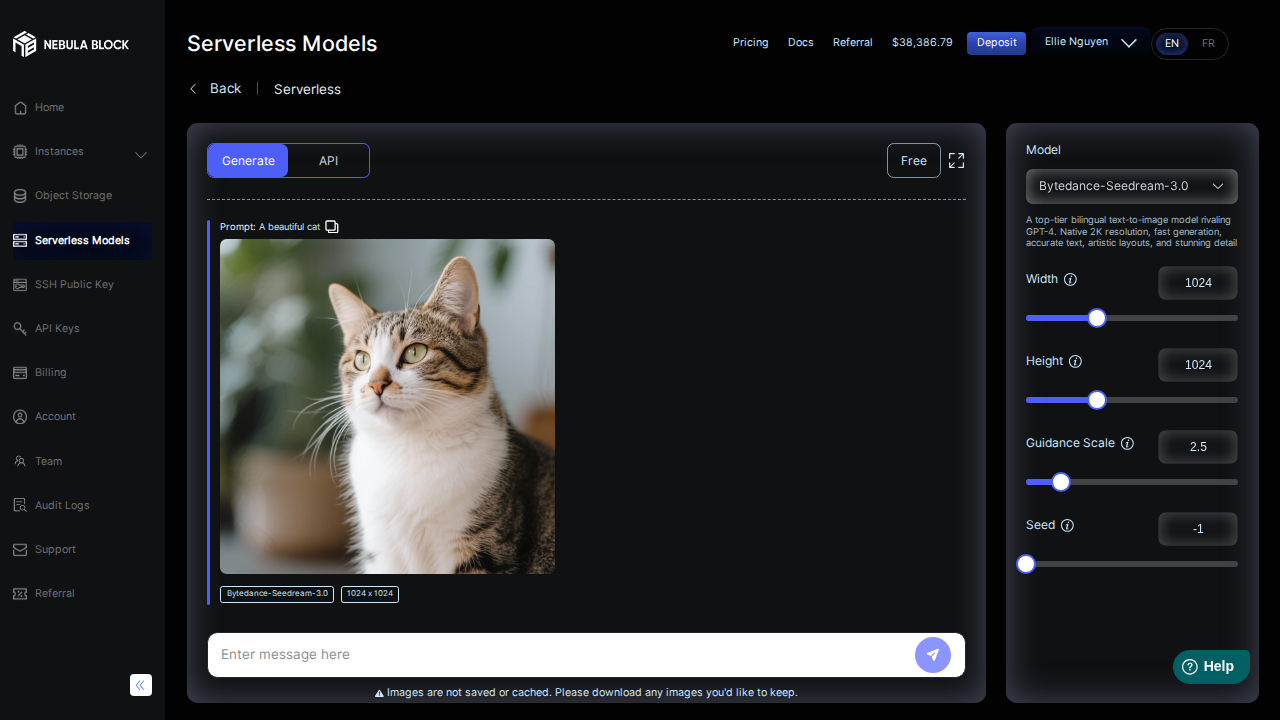 NEBULA BLOCK
Home
Instances
Object Storage
Serverless Models
SSH Public Key
API Keys
Billing
Account
Team
Audit Logs
Support
Referral
Serverless Models
Pricing
Docs
Referral
$38,386.79
Deposit
Ellie Nguyen
EN
FR
Back
Serverless
Generate
API
Free
Prompt: A beautiful cat
Bytedance-Seedream-3.0
1024 x 1024
Enter message here
Images are not saved or cached. Please download any images you'd like to keep.
Model
Bytedance-Seedream-3.0
A top-tier bilingual text-to-image model rivaling
GPT-4. Native 2K resolution, fast generation,
accurate text, artistic layouts, and stunning detail
Width
1024
Height
1024
Guidance Scale
2.5
Seed
-1
Help